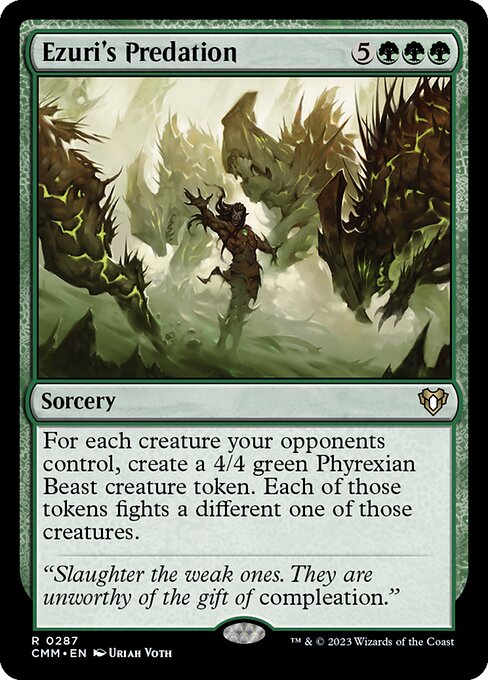 Ezuri's Predation 5
Sorcery
For each creature your opponents
control, create a 4/4 green Phyrexian
Beast creature token. Each of those
tokens fights a different one of those
creatures.
“Slaughter the weak ones. They are
unworthy of the gift of compleation.”
R 0287
CMM • EN Uriah Voth
™ & © 2023 Wizards of the Coast